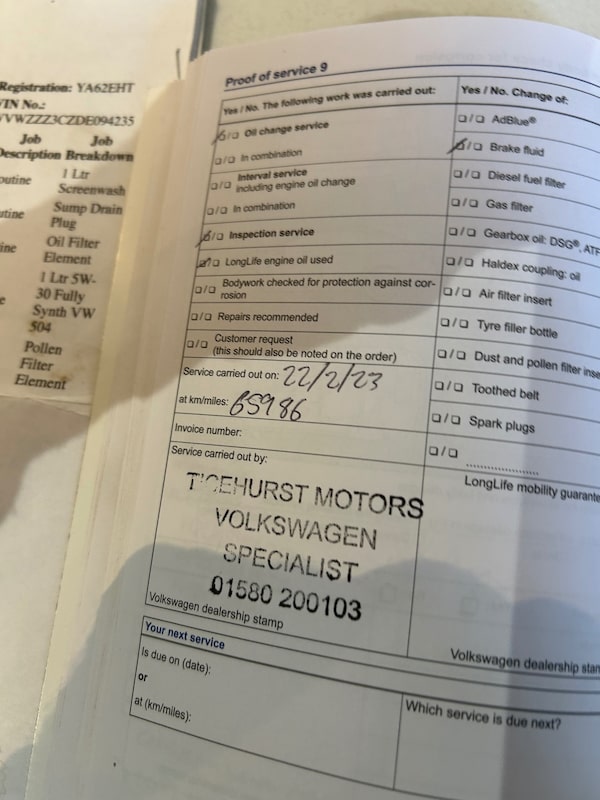 Registration: YA62EHT
VIN No.:
VVWZZZ3CZDE094235
Job Job
Description Breakdown
1 Ltr
Screenwash
Sump Drain
Plug
Oil Filter
Element
1 Ltr 5W-
30 Fully
Synth VW
504
Pollen
Filter
Element
Proof of service 9
Yes / No. The following work was carried out:
❏/❏ Oil change service
❏/❏ In combination
❏/❏ Interval service
including engine oil change
❏/❏ In combination
❏/❏ Inspection service
❏/❏ LongLife engine oil used
❏/❏ Bodywork checked for protection against cor-
rosion
❏/❏ Repairs recommended
❏/❏ Customer request
(this should also be noted on the order)
Service carried out on: 22/2/23
at km/miles: 65986
Invoice number:
Service carried out by:
TICEHURST MOTORS
VOLKSWAGEN
SPECIALIST
01580 200103
Volkswagen dealership stamp
Yes / No. Change of:
❏/❏ AdBlue®
❏/❏ Brake fluid
❏/❏ Diesel fuel filter
❏/❏ Gas filter
❏/❏ Gearbox oil: DSG®, ATF
❏/❏ Haldex coupling: oil
❏/❏ Air filter insert
❏/❏ Tyre filler bottle
❏/❏ Dust and pollen filter inse
❏/❏ Toothed belt
❏/❏ Spark plugs
❏/❏ ....................
LongLife mobility guarante
Volkswagen dealership stam
Your next service
Is due on (date):
or
at (km/miles):
Which service is due next?